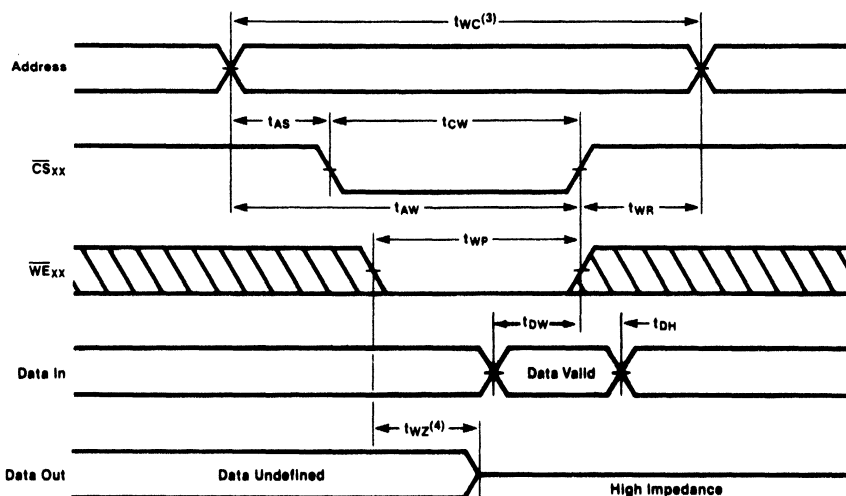 tWC(3)
Address
tAS
tCW
CSXX
tAW
tWR
tWP
WEXX
tDW
tDH
Data In
Data Valid
tWZ(4)
Data Out
Data Undefined
High Impedance